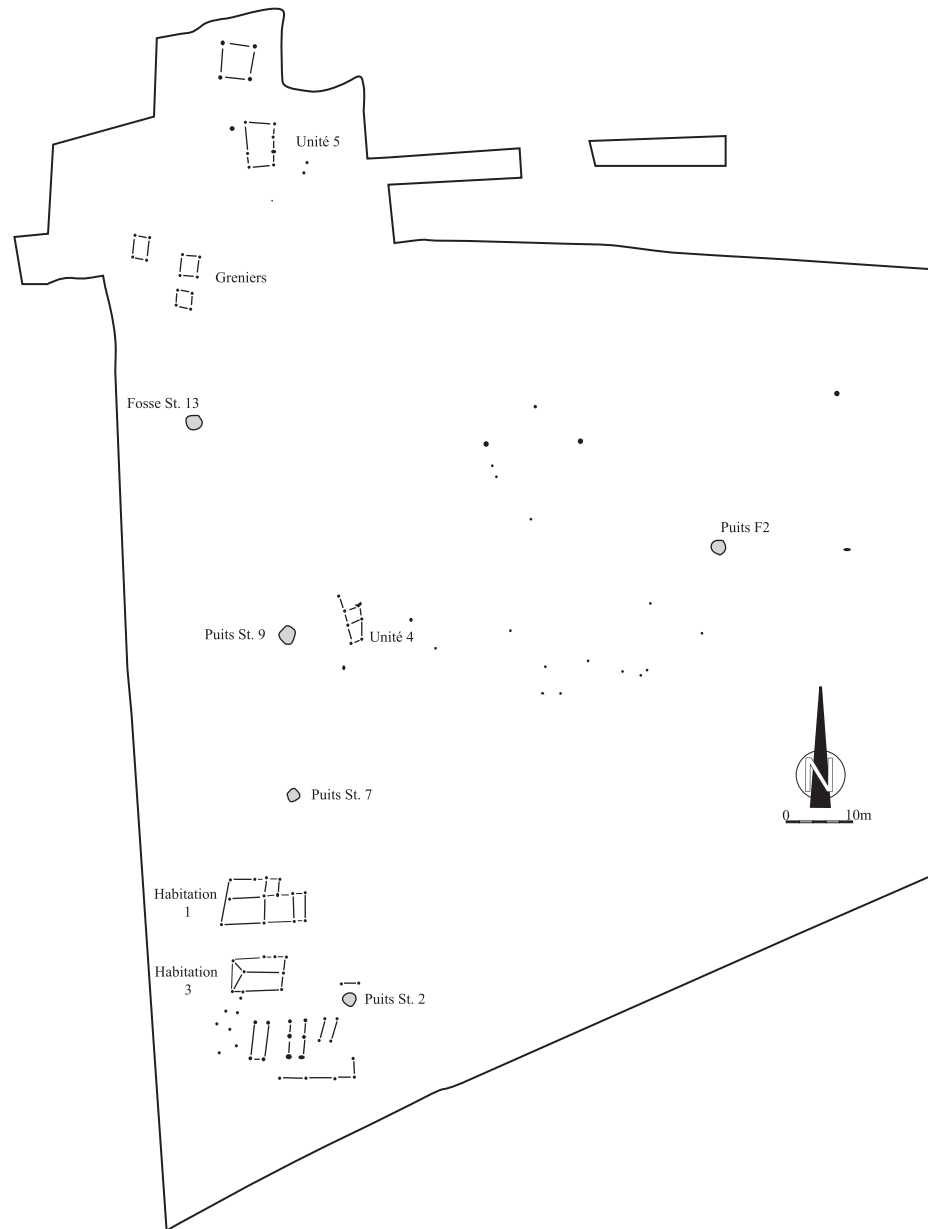 Unité 5
Greniers
Fosse St. 13
Puits F2
Puits St. 9
Unité 4
N
0 10m
Puits St. 7
Habitation
1
Habitation
3
Puits St. 2